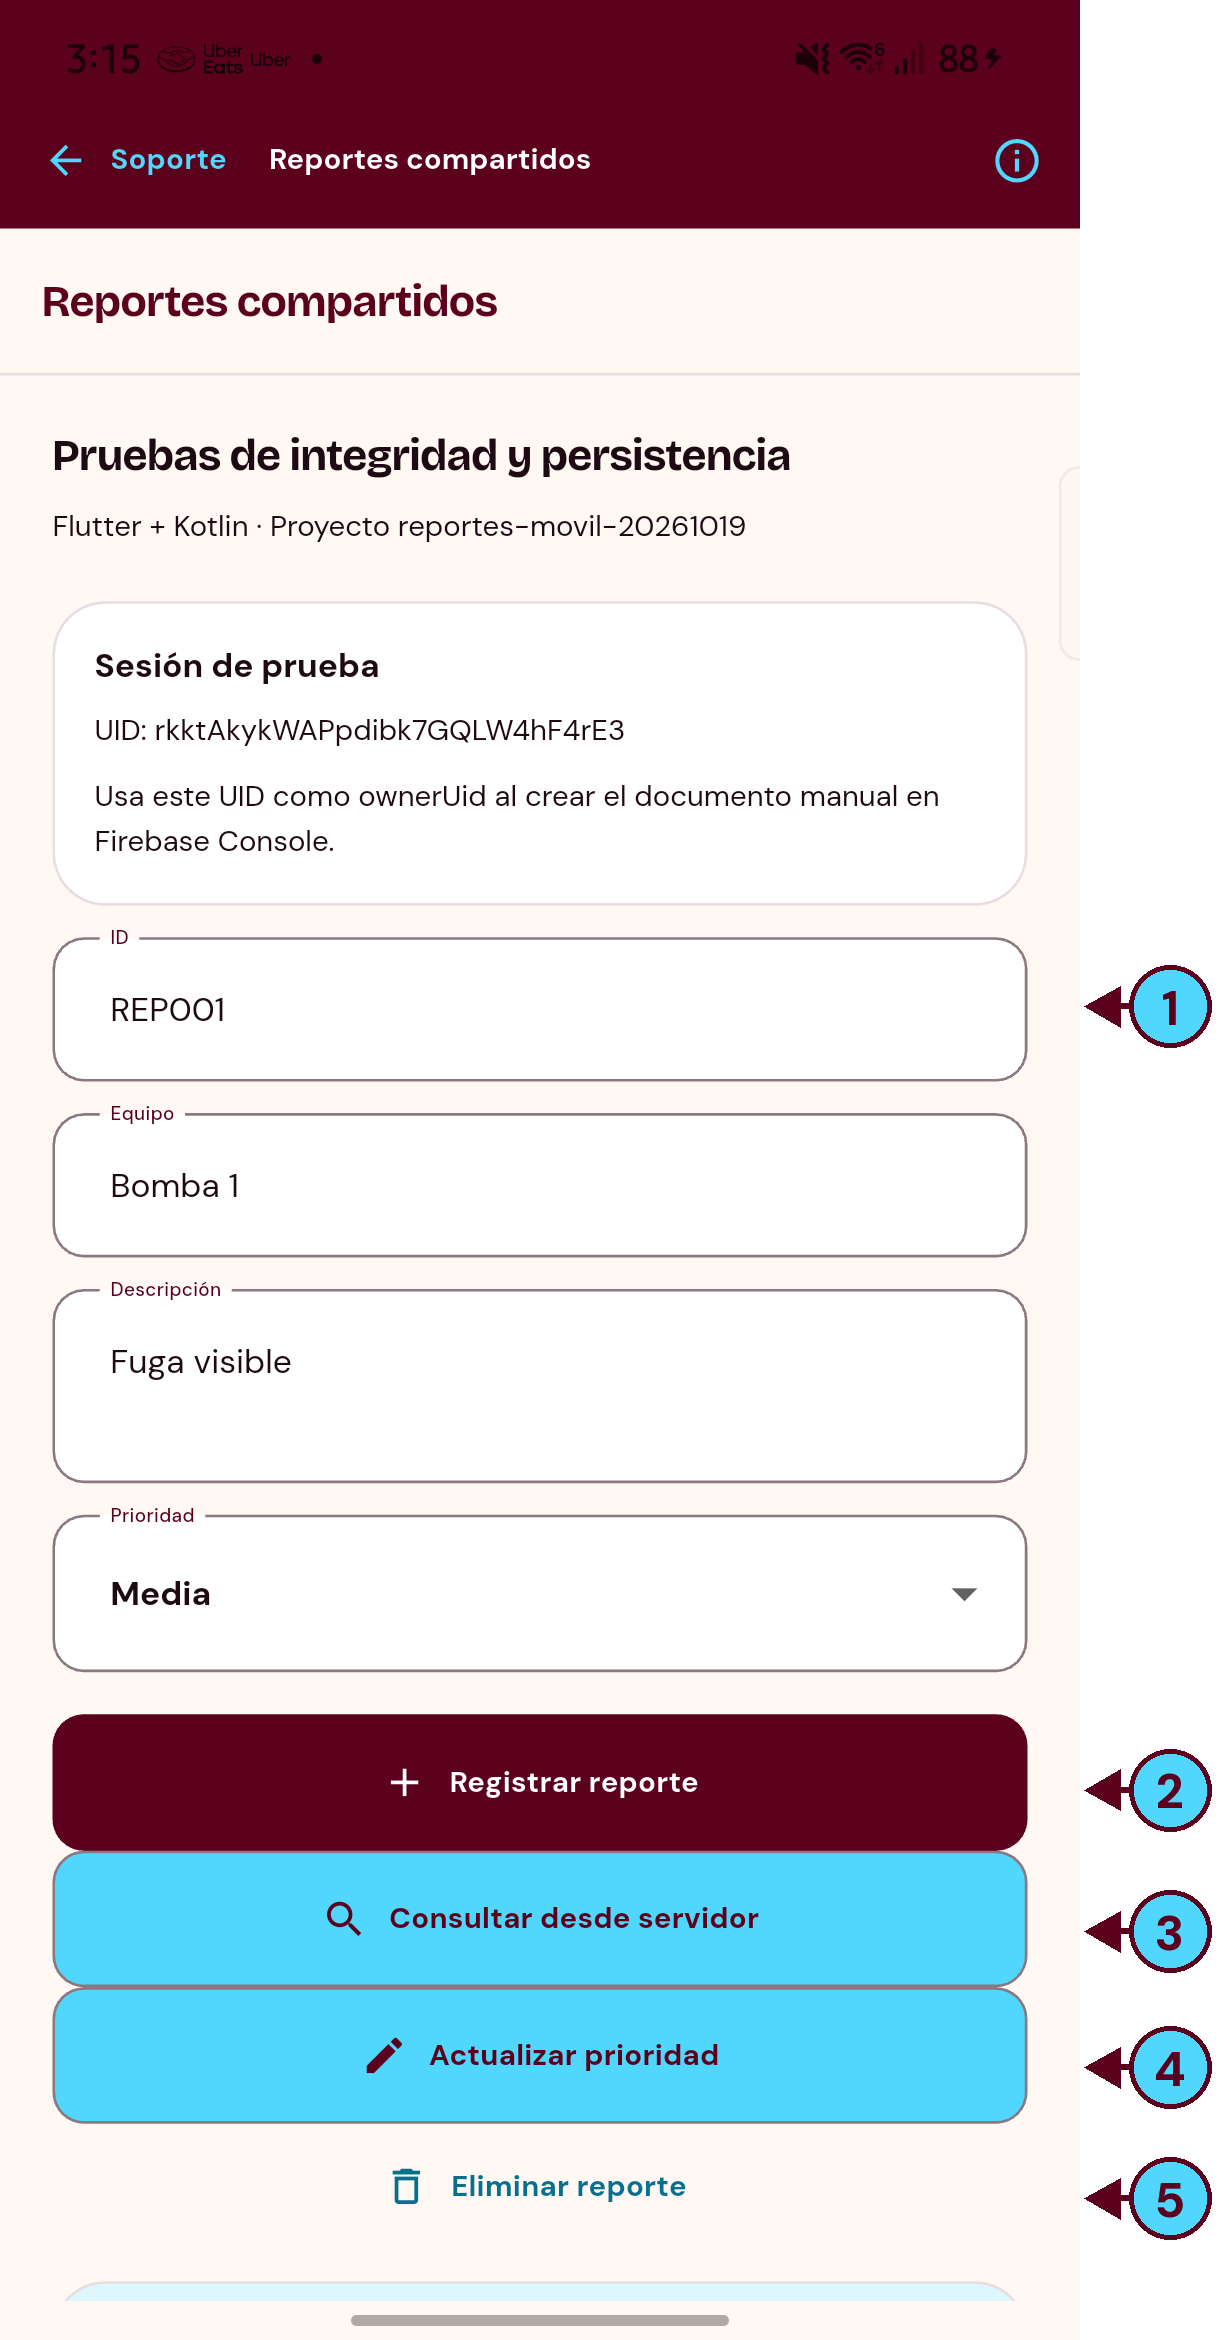 3:15 Uber Eats Uber 6 88
Soporte Reportes compartidos
Reportes compartidos
Pruebas de integridad y persistencia
Flutter + Kotlin · Proyecto reportes-movil-20261019
Sesión de prueba
UID: rkktAkykWAPpdibk7GQLW4hF4rE3
Usa este UID como ownerUid al crear el documento manual en
Firebase Console.
ID
REP001
1
Equipo
Bomba 1
Descripción
Fuga visible
Prioridad
Media
Registrar reporte
2
Consultar desde servidor
3
Actualizar prioridad
4
Eliminar reporte
5